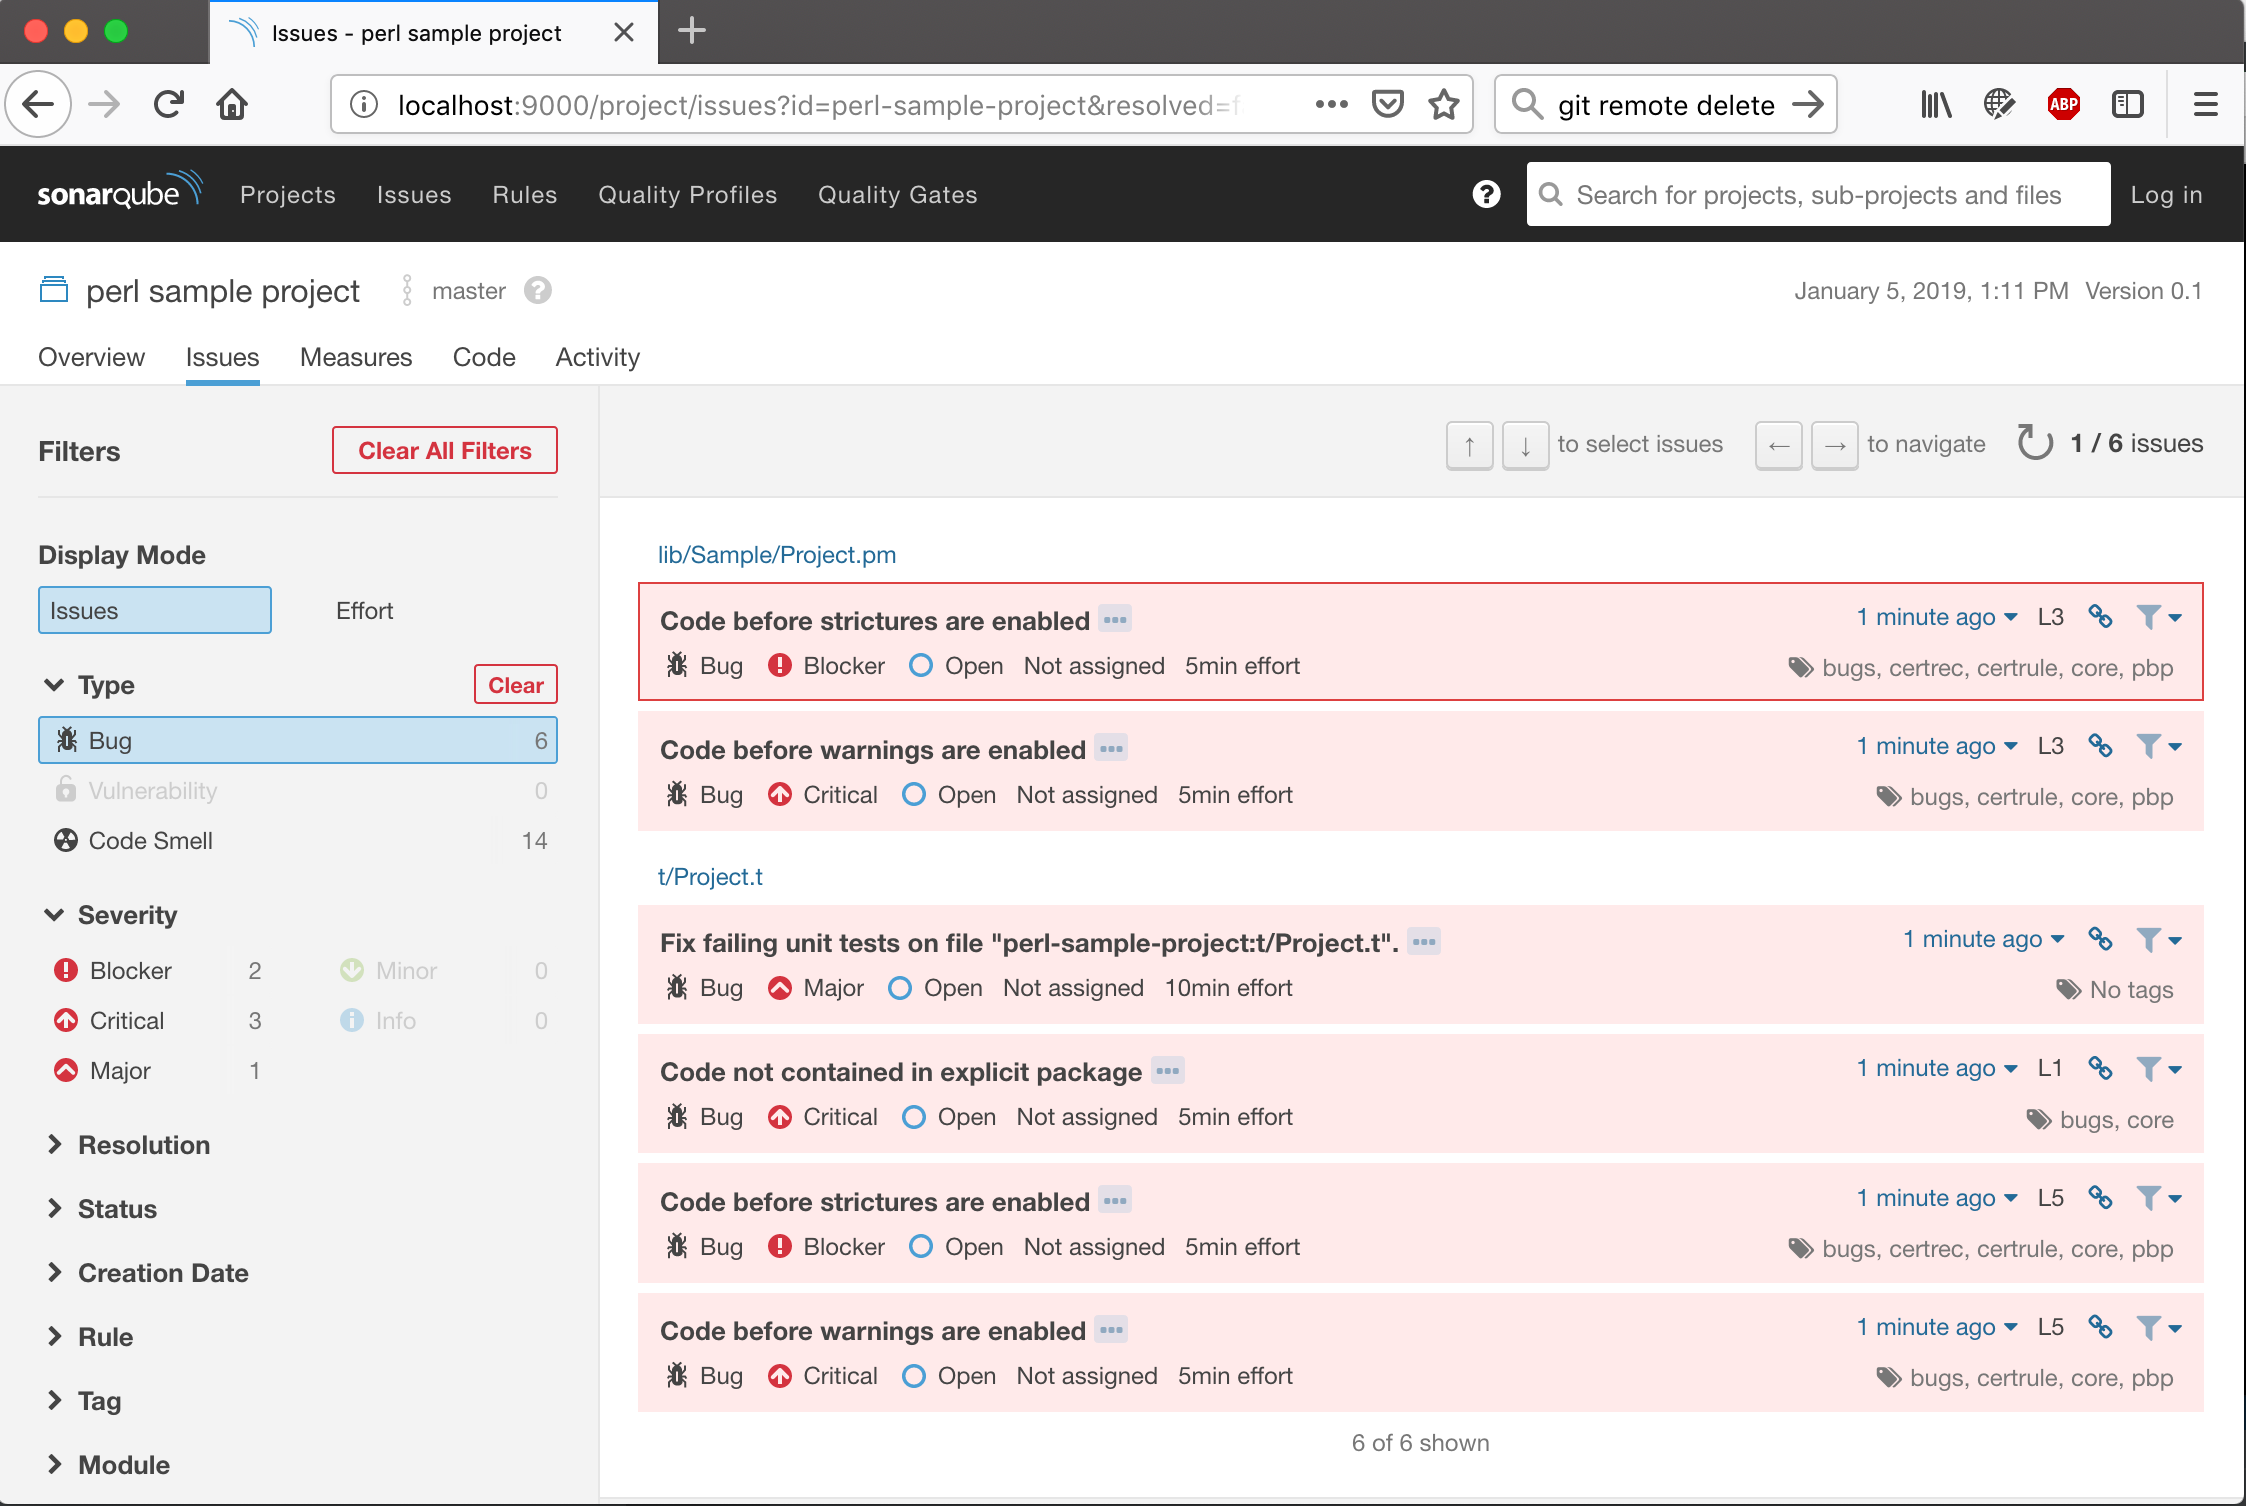 Issues - perl sample project
localhost:9000/project/issues?id=perl-sample-project&resolved=f
git remote delete
ABP
sonarqube
Projects Issues Rules Quality Profiles Quality Gates
Search for projects, sub-projects and files
Log in
perl sample project
master
January 5, 2019, 1:11 PM Version 0.1
Overview Issues Measures Code Activity
Filters
Clear All Filters
Display Mode
Issues
Effort
Type
Clear
Bug 6
Vulnerability 0
Code Smell 14
Severity
Blocker 2
Minor 0
Critical 3
Info 0
Major 1
Resolution
Status
Creation Date
Rule
Tag
Module
↑ ↓ to select issues ← → to navigate 1 / 6 issues
lib/Sample/Project.pm
Code before strictures are enabled
1 minute ago L3
Bug Blocker Open Not assigned 5min effort
bugs, certrec, certrule, core, pbp
Code before warnings are enabled
1 minute ago L3
Bug Critical Open Not assigned 5min effort
bugs, certrule, core, pbp
t/Project.t
Fix failing unit tests on file "perl-sample-project:t/Project.t".
1 minute ago
Bug Major Open Not assigned 10min effort
No tags
Code not contained in explicit package
1 minute ago L1
Bug Critical Open Not assigned 5min effort
bugs, core
Code before strictures are enabled
1 minute ago L5
Bug Blocker Open Not assigned 5min effort
bugs, certrec, certrule, core, pbp
Code before warnings are enabled
1 minute ago L5
Bug Critical Open Not assigned 5min effort
bugs, certrule, core, pbp
6 of 6 shown